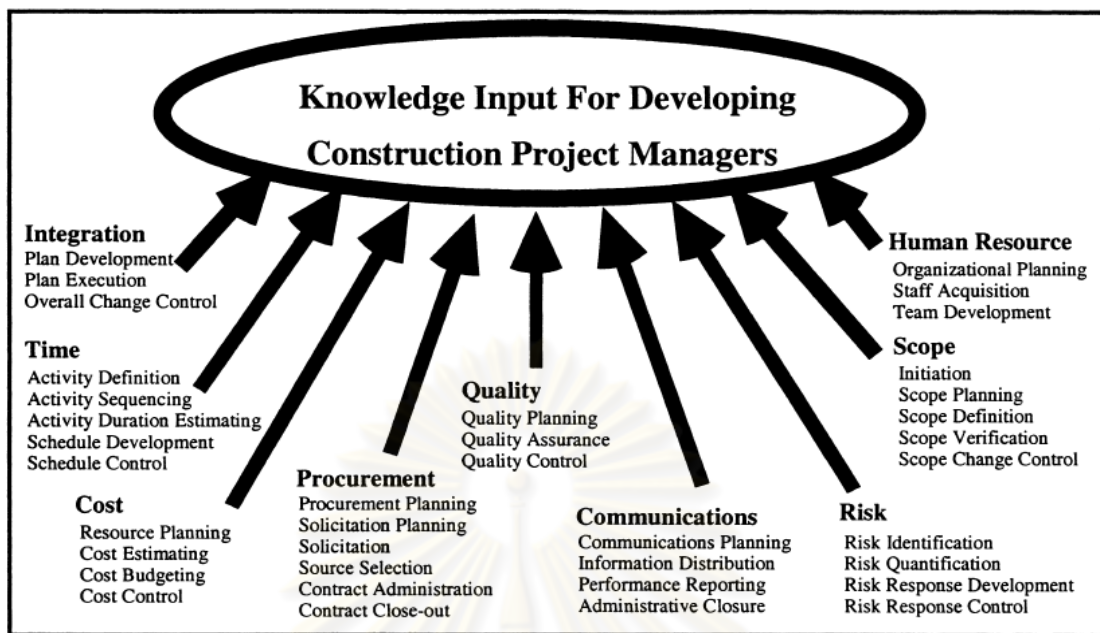 Knowledge Input For Developing
Construction Project Managers
Integration
Plan Development
Plan Execution
Overall Change Control
Time
Activity Definition
Activity Sequencing
Activity Duration Estimating
Schedule Development
Schedule Control
Cost
Resource Planning
Cost Estimating
Cost Budgeting
Cost Control
Procurement
Procurement Planning
Solicitation Planning
Solicitation
Source Selection
Contract Administration
Contract Close-out
Quality
Quality Planning
Quality Assurance
Quality Control
Communications
Communications Planning
Information Distribution
Performance Reporting
Administrative Closure
Risk
Risk Identification
Risk Quantification
Risk Response Development
Risk Response Control
Scope
Initiation
Scope Planning
Scope Definition
Scope Verification
Scope Change Control
Human Resource
Organizational Planning
Staff Acquisition
Team Development